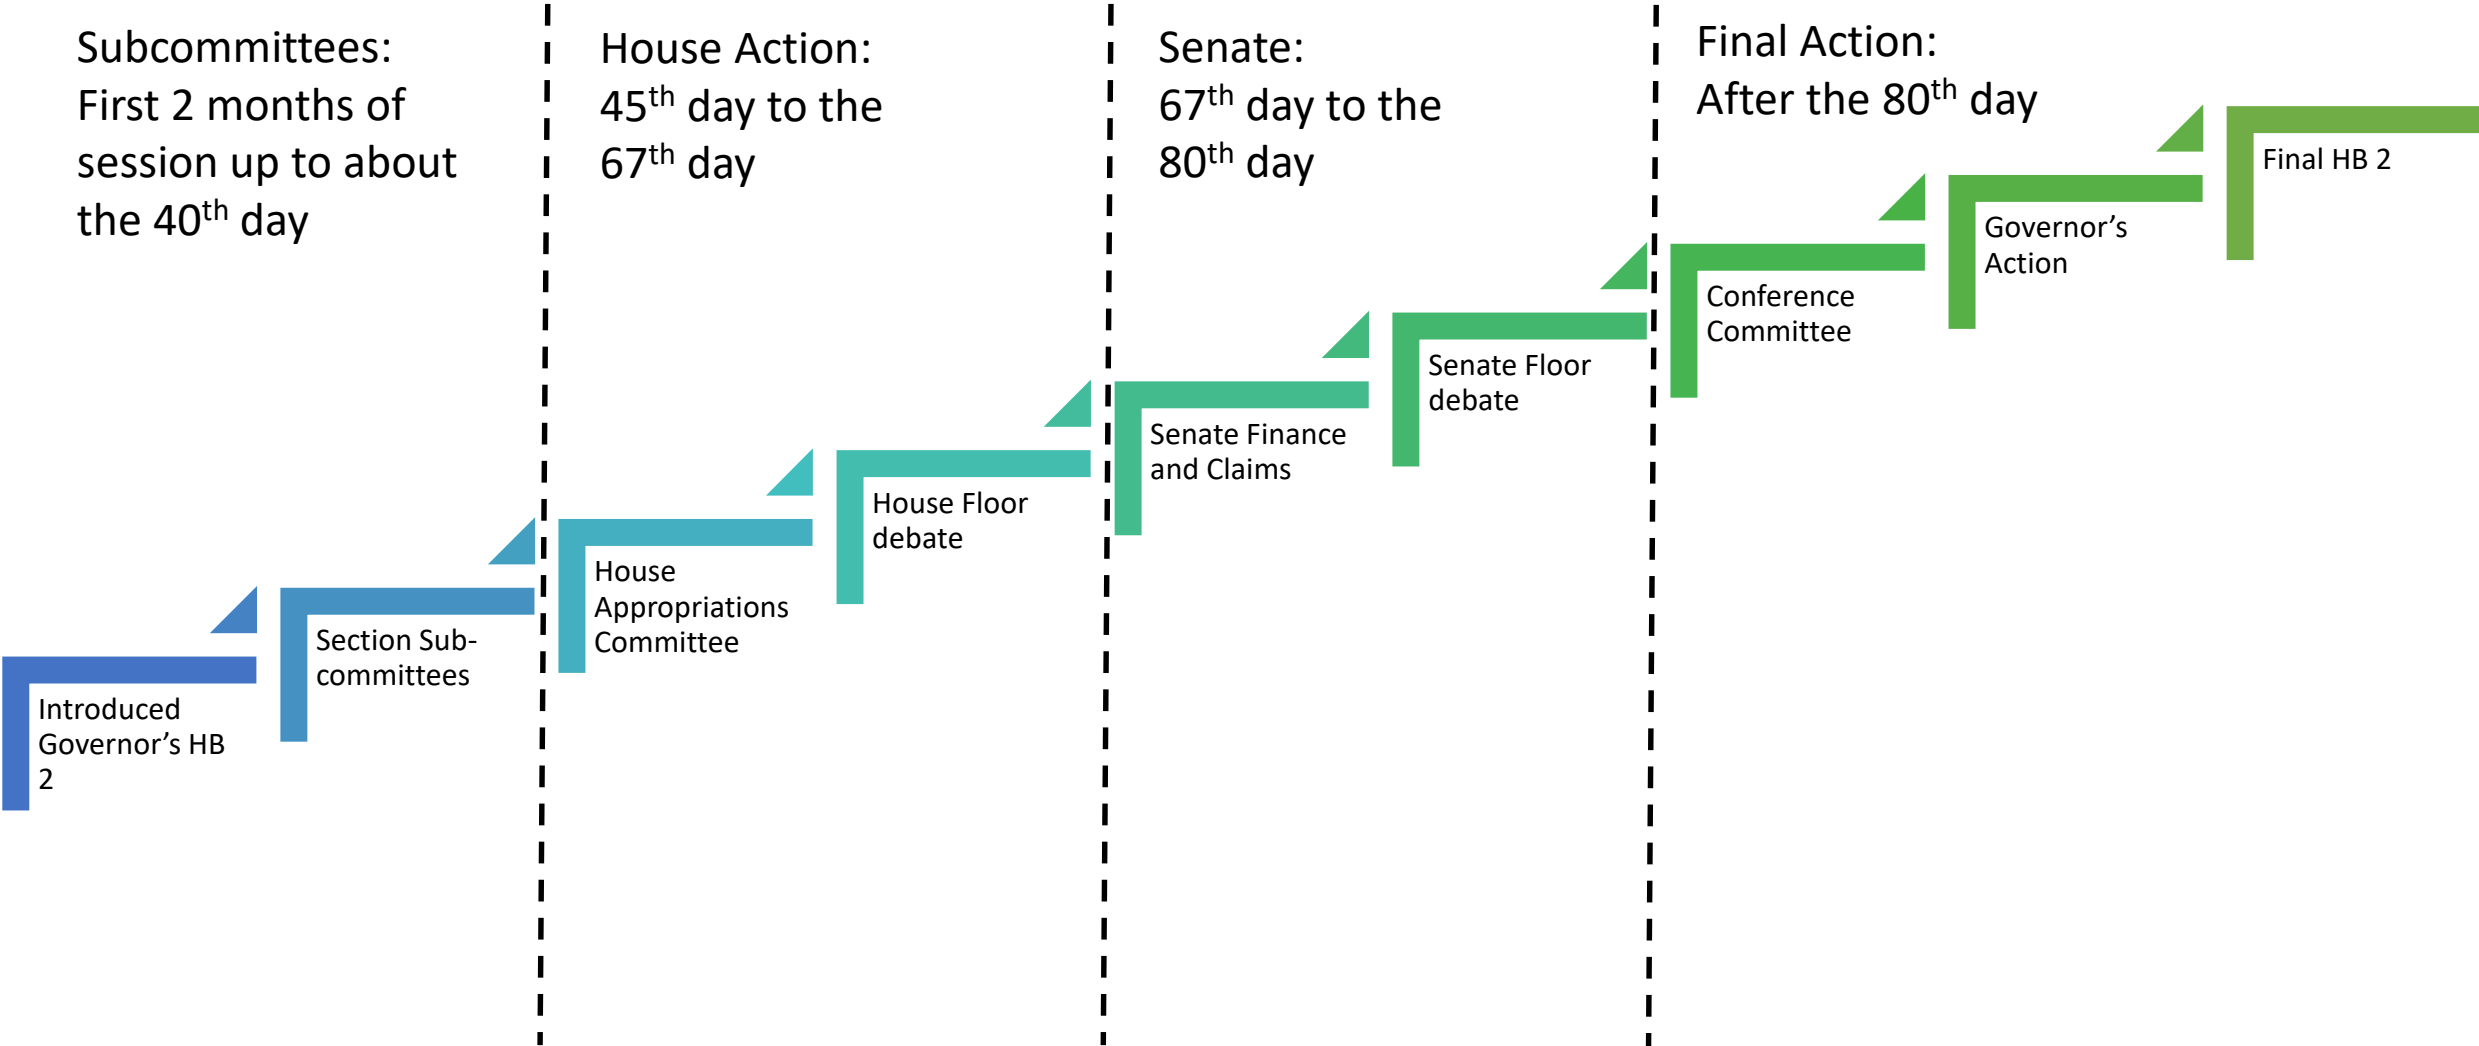 Subcommittees:
First 2 months of
session up to about
the 40th day
House Action:
45th day to the
67th day
Senate:
67th day to the
80th day
Final Action:
After the 80th day
Introduced
Governor’s HB
2
Section Sub-
committees
House
Appropriations
Committee
House Floor
debate
Senate Finance
and Claims
Senate Floor
debate
Conference
Committee
Governor’s
Action
Final HB 2